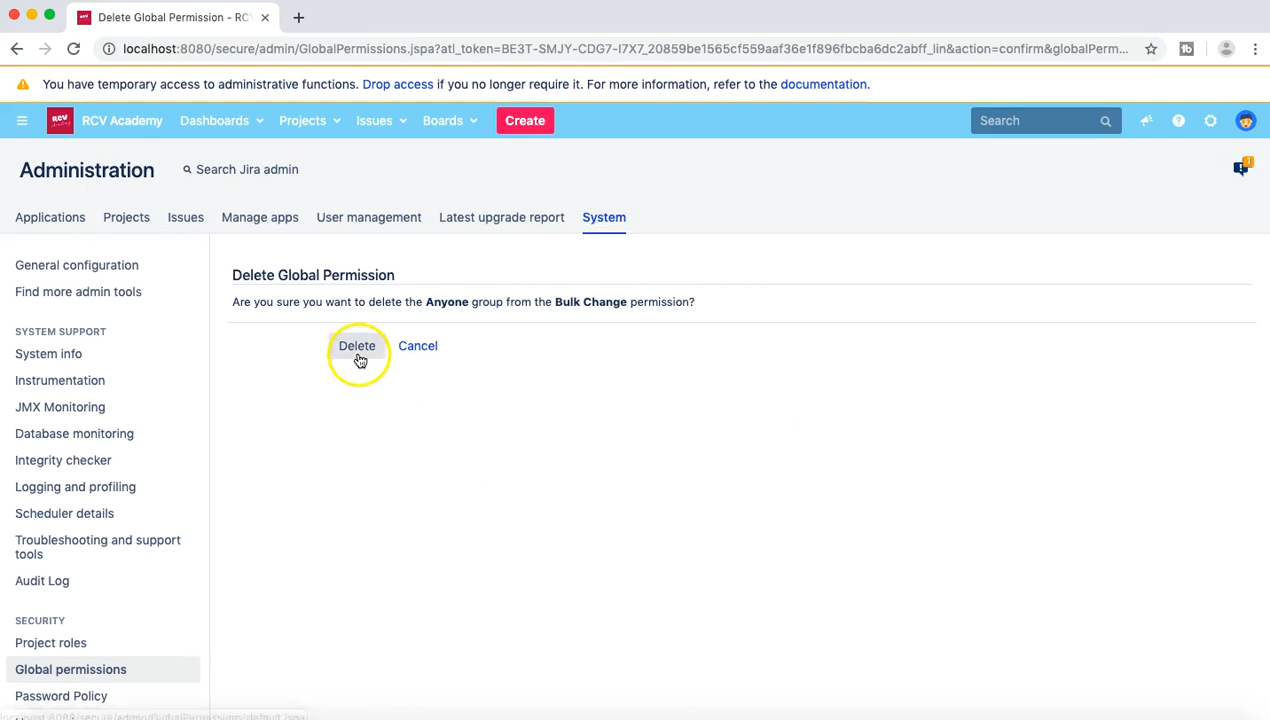 Delete Global Permission - RC
localhost:8080/secure/admin/GlobalPermissions.jspa?atl_token=BE3T-SMJY-CDG7-I7X7_20859be1565cf559aaf36e1f896fbcba6dc2abff_lin&action=confirm&globalPerm...
You have temporary access to administrative functions. Drop access if you no longer require it. For more information, refer to the documentation.
RCV Academy Dashboards Projects Issues Boards Create Search
Administration Search Jira admin
Applications Projects Issues Manage apps User management Latest upgrade report System
General configuration
Find more admin tools
SYSTEM SUPPORT
System info
Instrumentation
JMX Monitoring
Database monitoring
Integrity checker
Logging and profiling
Scheduler details
Troubleshooting and support
tools
Audit Log
SECURITY
Project roles
Global permissions
Password Policy
Delete Global Permission
Are you sure you want to delete the Anyone group from the Bulk Change permission?
Delete Cancel